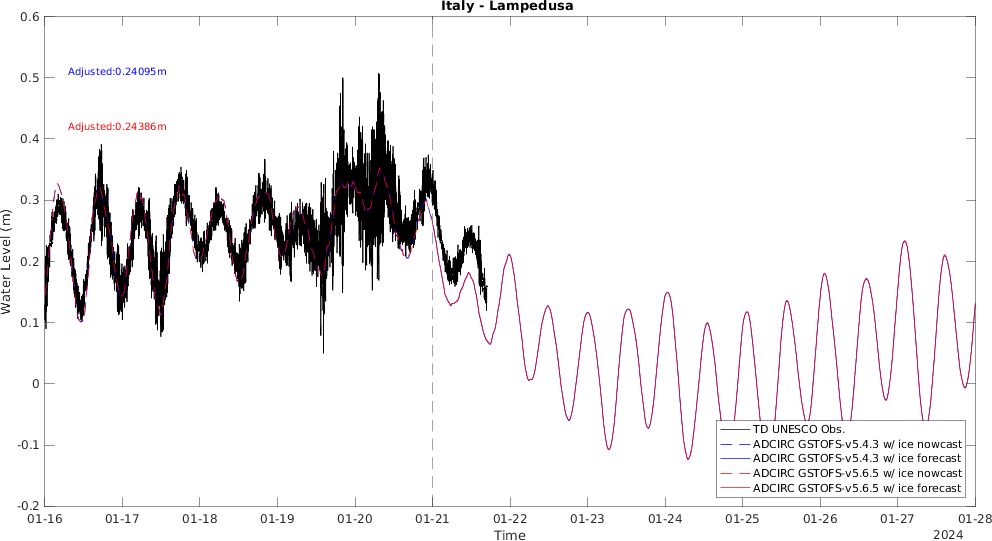 Italy - Lampedusa
0.6
0.5
0.4
0.3
0.2
0.1
0
-0.1
-0.2
Water Level (m)
Adjusted:0.24095m
Adjusted:0.24386m
TD UNESCO Obs.
ADCIRC GSTOFS-v5.4.3 w/ ice nowcast
ADCIRC GSTOFS-v5.4.3 w/ ice forecast
ADCIRC GSTOFS-v5.6.5 w/ ice nowcast
ADCIRC GSTOFS-v5.6.5 w/ ice forecast
01-16 01-17 01-18 01-19 01-20 01-21 01-22 01-23 01-24 01-25 01-26 01-27 01-28
Time
2024